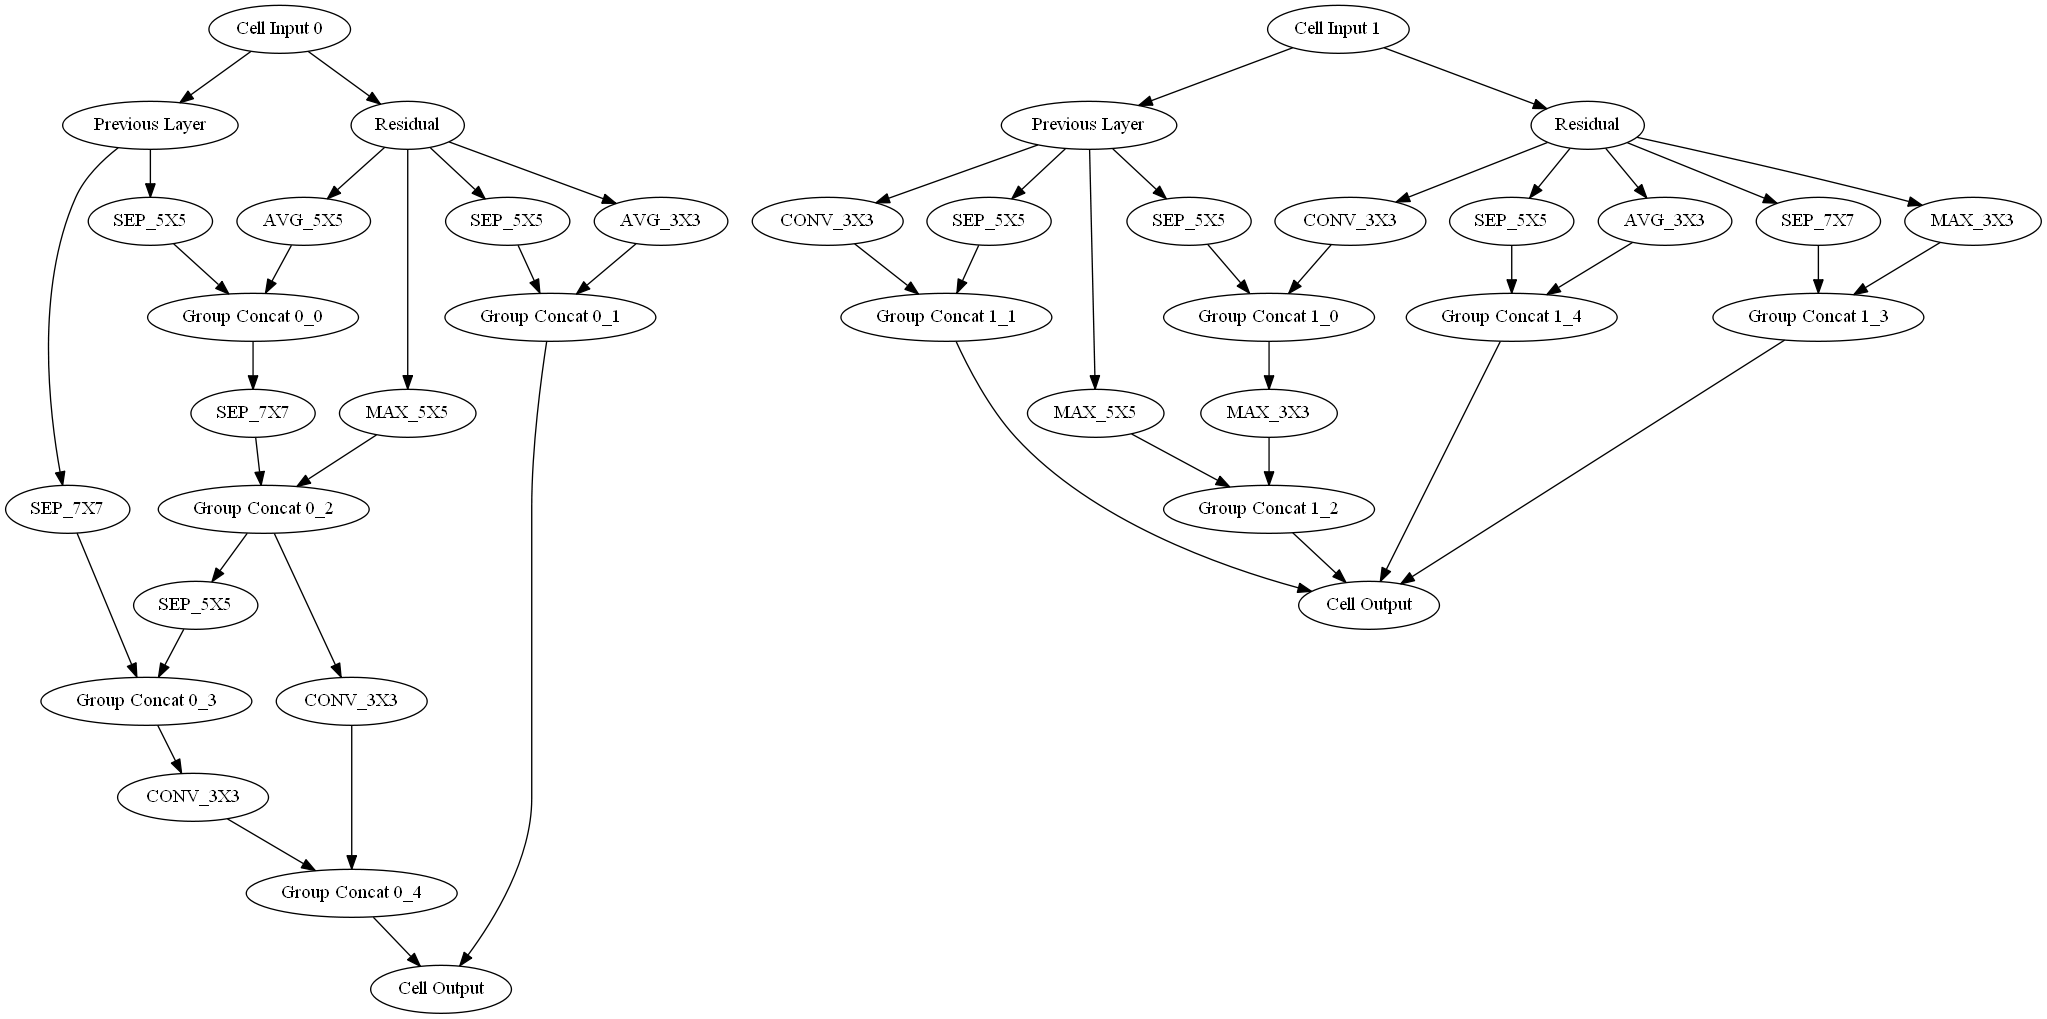 Cell Input 0
Previous Layer
Residual
SEP_5X5
AVG_5X5
SEP_5X5
AVG_3X3
Group Concat 0_0
Group Concat 0_1
SEP_7X7
MAX_5X5
SEP_7X7
Group Concat 0_2
SEP_5X5
Group Concat 0_3
CONV_3X3
CONV_3X3
Group Concat 0_4
Cell Output
Cell Input 1
Previous Layer
Residual
CONV_3X3
SEP_5X5
SEP_5X5
CONV_3X3
SEP_5X5
AVG_3X3
SEP_7X7
MAX_3X3
Group Concat 1_1
Group Concat 1_0
Group Concat 1_4
Group Concat 1_3
MAX_5X5
MAX_3X3
Group Concat 1_2
Cell Output